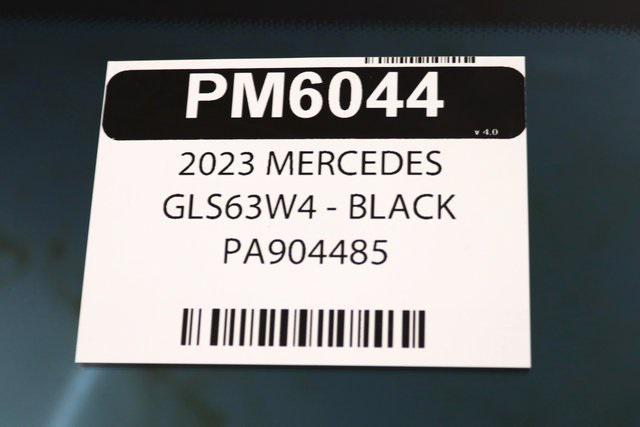 PM6044
v 4.0
2023 MERCEDES
GLS63W4 - BLACK
PA904485